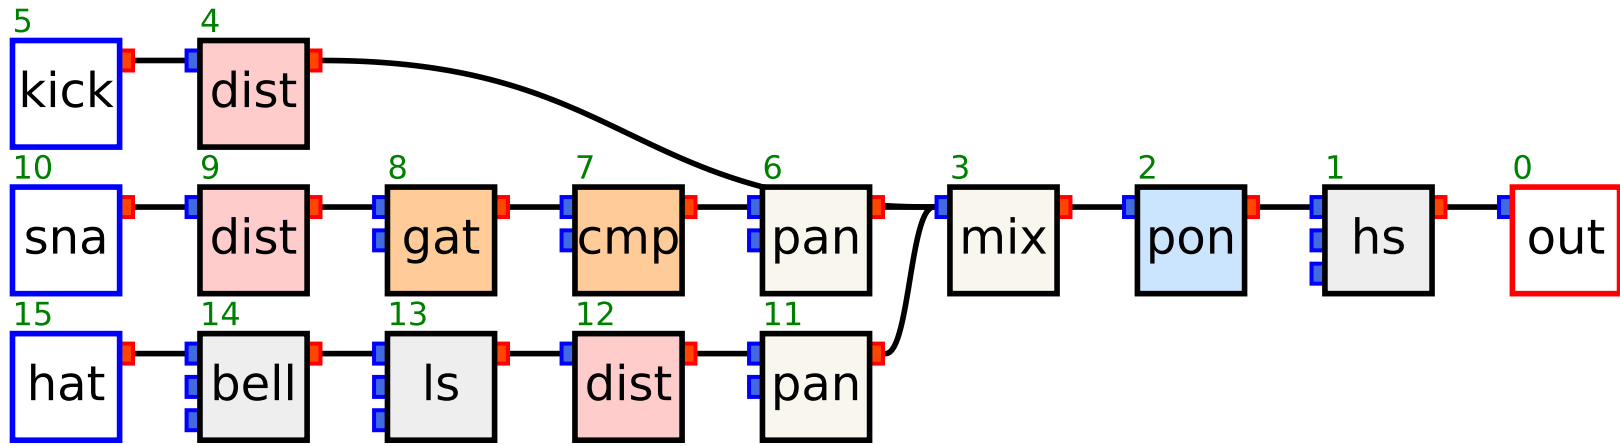 5 4
kick dist
10 9 8 7 6 3 2 1 0
sna dist gat cmp pan mix pon hs out
15 14 13 12 11
hat bell ls dist pan